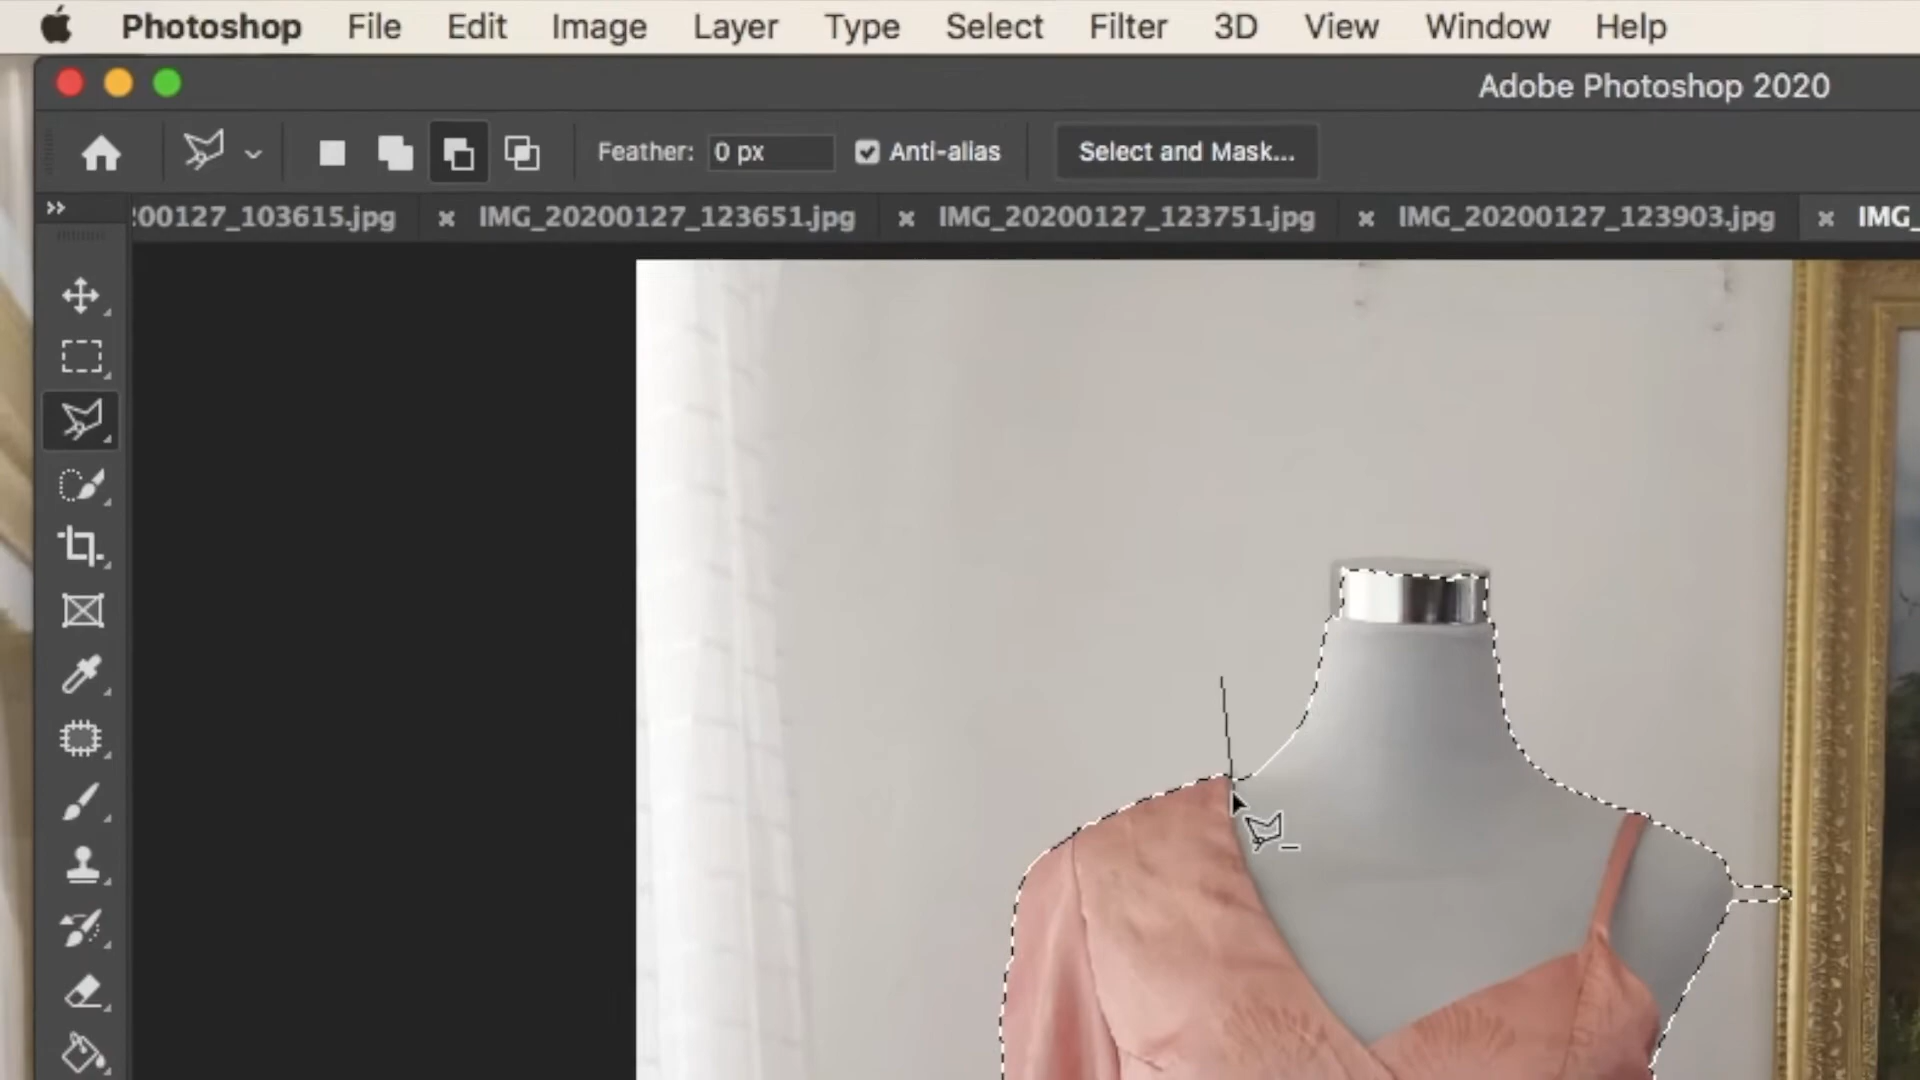 Photoshop File Edit Image Layer Type Select Filter 3D View Window Help
Adobe Photoshop 2020
Feather: 0 px Anti-alias Select and Mask...
00127_103615.jpg IMG_20200127_123651.jpg IMG_20200127_123751.jpg IMG_20200127_123903.jpg IMG_